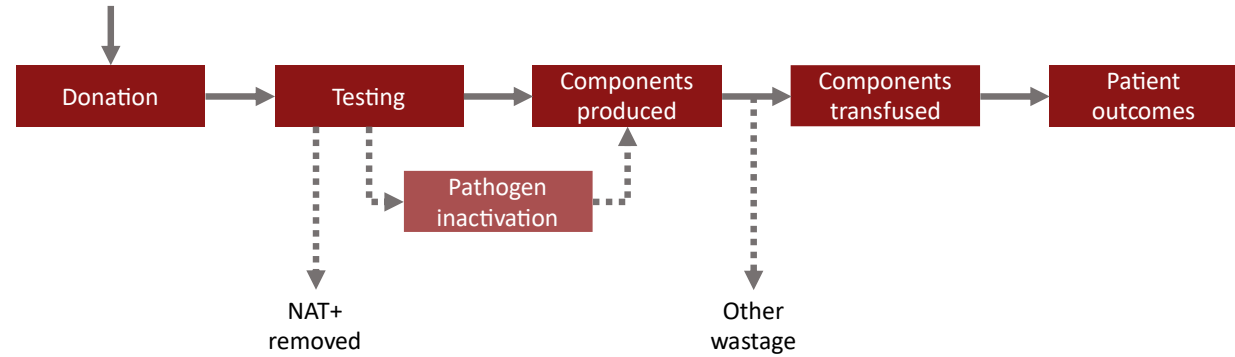 Donation
Testing
Components
produced
Components
transfused
Patient
outcomes
Pathogen
inactivation
NAT+
removed
Other
wastage